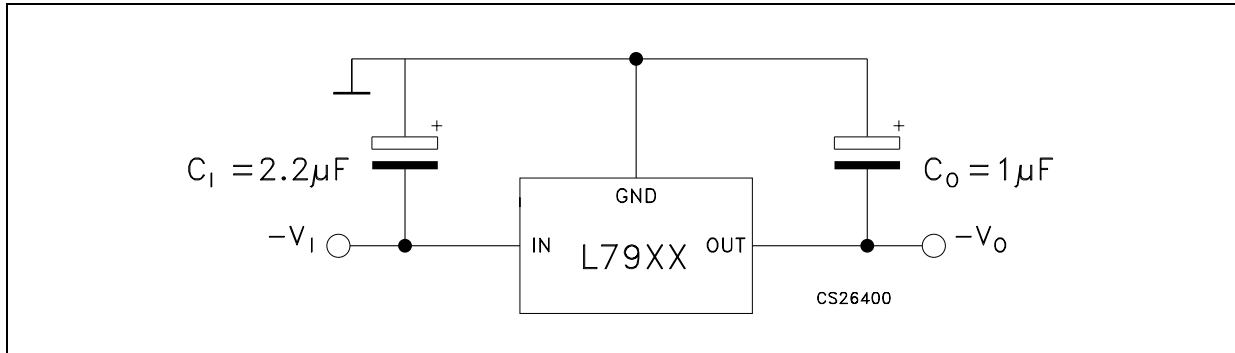 +
+
C_I = 2.2µF
C_O = 1µF
GND
-V_I
IN
L79XX
OUT
-V_O
CS26400